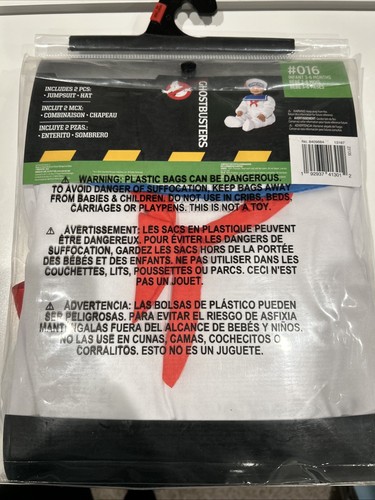 INCLUDES 2 PCS:
• JUMPSUIT • HAT
INCLUT 2 MCX:
• COMBINAISON • CHAPEAU
INCLUYE 2 PZAS.:
• ENTERITO • SOMBRERO
GHOSTBUSTERS
#016
⚠ WARNING: PLASTIC BAGS CAN BE DANGEROUS.
TO AVOID DANGER OF SUFFOCATION, KEEP BAGS AWAY
FROM BABIES & CHILDREN. DO NOT USE IN CRIBS, BEDS,
CARRIAGES OR PLAYPENS. THIS IS NOT A TOY.
⚠ AVERTISSEMENT: LES SACS EN PLASTIQUE PEUVENT
ÊTRE DANGEREUX. POUR ÉVITER LES DANGERS DE
SUFFOCATION, GARDEZ LES SACS HORS DE LA PORTÉE
DES BÉBÉS ET DES ENFANTS. NE PAS UTILISER DANS LES
COUCHETTES, LITS, POUSSETTES OU PARCS. CECI N'EST
PAS UN JOUET.
⚠ ADVERTENCIA: LAS BOLSAS DE PLÁSTICO PUEDEN
SER PELIGROSAS. PARA EVITAR EL RIESGO DE ASFIXIA
MANTÉNGALAS FUERA DEL ALCANCE DE BEBÉS Y NIÑOS.
NO LAS USE EN CUNAS, CAMAS, COCHECITOS O
CORRALITOS. ESTO NO ES UN JUGUETE.